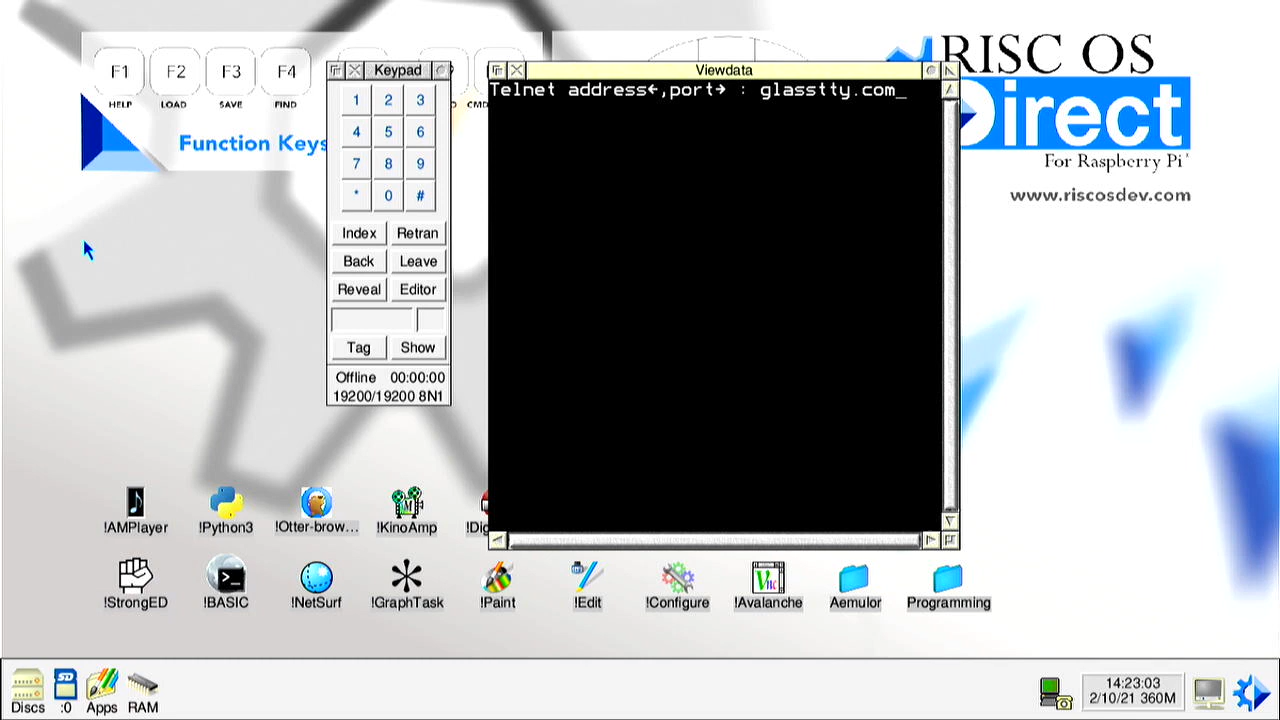 F1 F2 F3 F4
HELP LOAD SAVE FIND CMD
Function Keys
RISC OS
Direct
For Raspberry Pi
www.riscosdev.com
Keypad
1 2 3
4 5 6
7 8 9
* 0 #
Index Retran
Back Leave
Reveal Editor
Tag Show
Offline 00:00:00
19200/19200 8N1
Viewdata
Telnet address←,port→ : glasstty.com_
!AMPlayer !Python3 !Otter-brow... !KinoAmp !Dig
!StrongED !BASIC !NetSurf !GraphTask !Paint !Edit !Configure !Avalanche Aemulor Programming
Discs :0 Apps RAM
14:23:03
2/10/21 360M